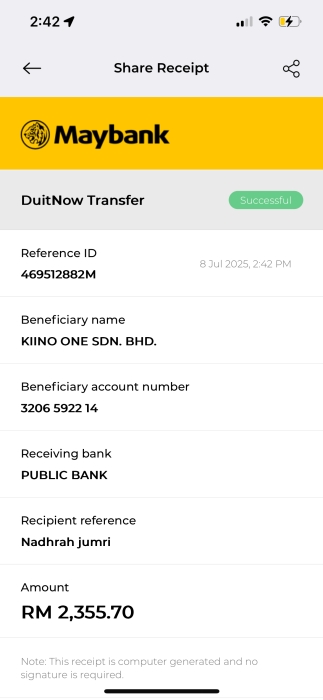 2:42
Share Receipt
Maybank
DuitNow Transfer
Successful
Reference ID
469512882M
8 Jul 2025, 2:42 PM
Beneficiary name
KIINO ONE SDN. BHD.
Beneficiary account number
3206 5922 14
Receiving bank
PUBLIC BANK
Recipient reference
Nadhrah jumri
Amount
RM 2,355.70
Note: This receipt is computer generated and no
signature is required.